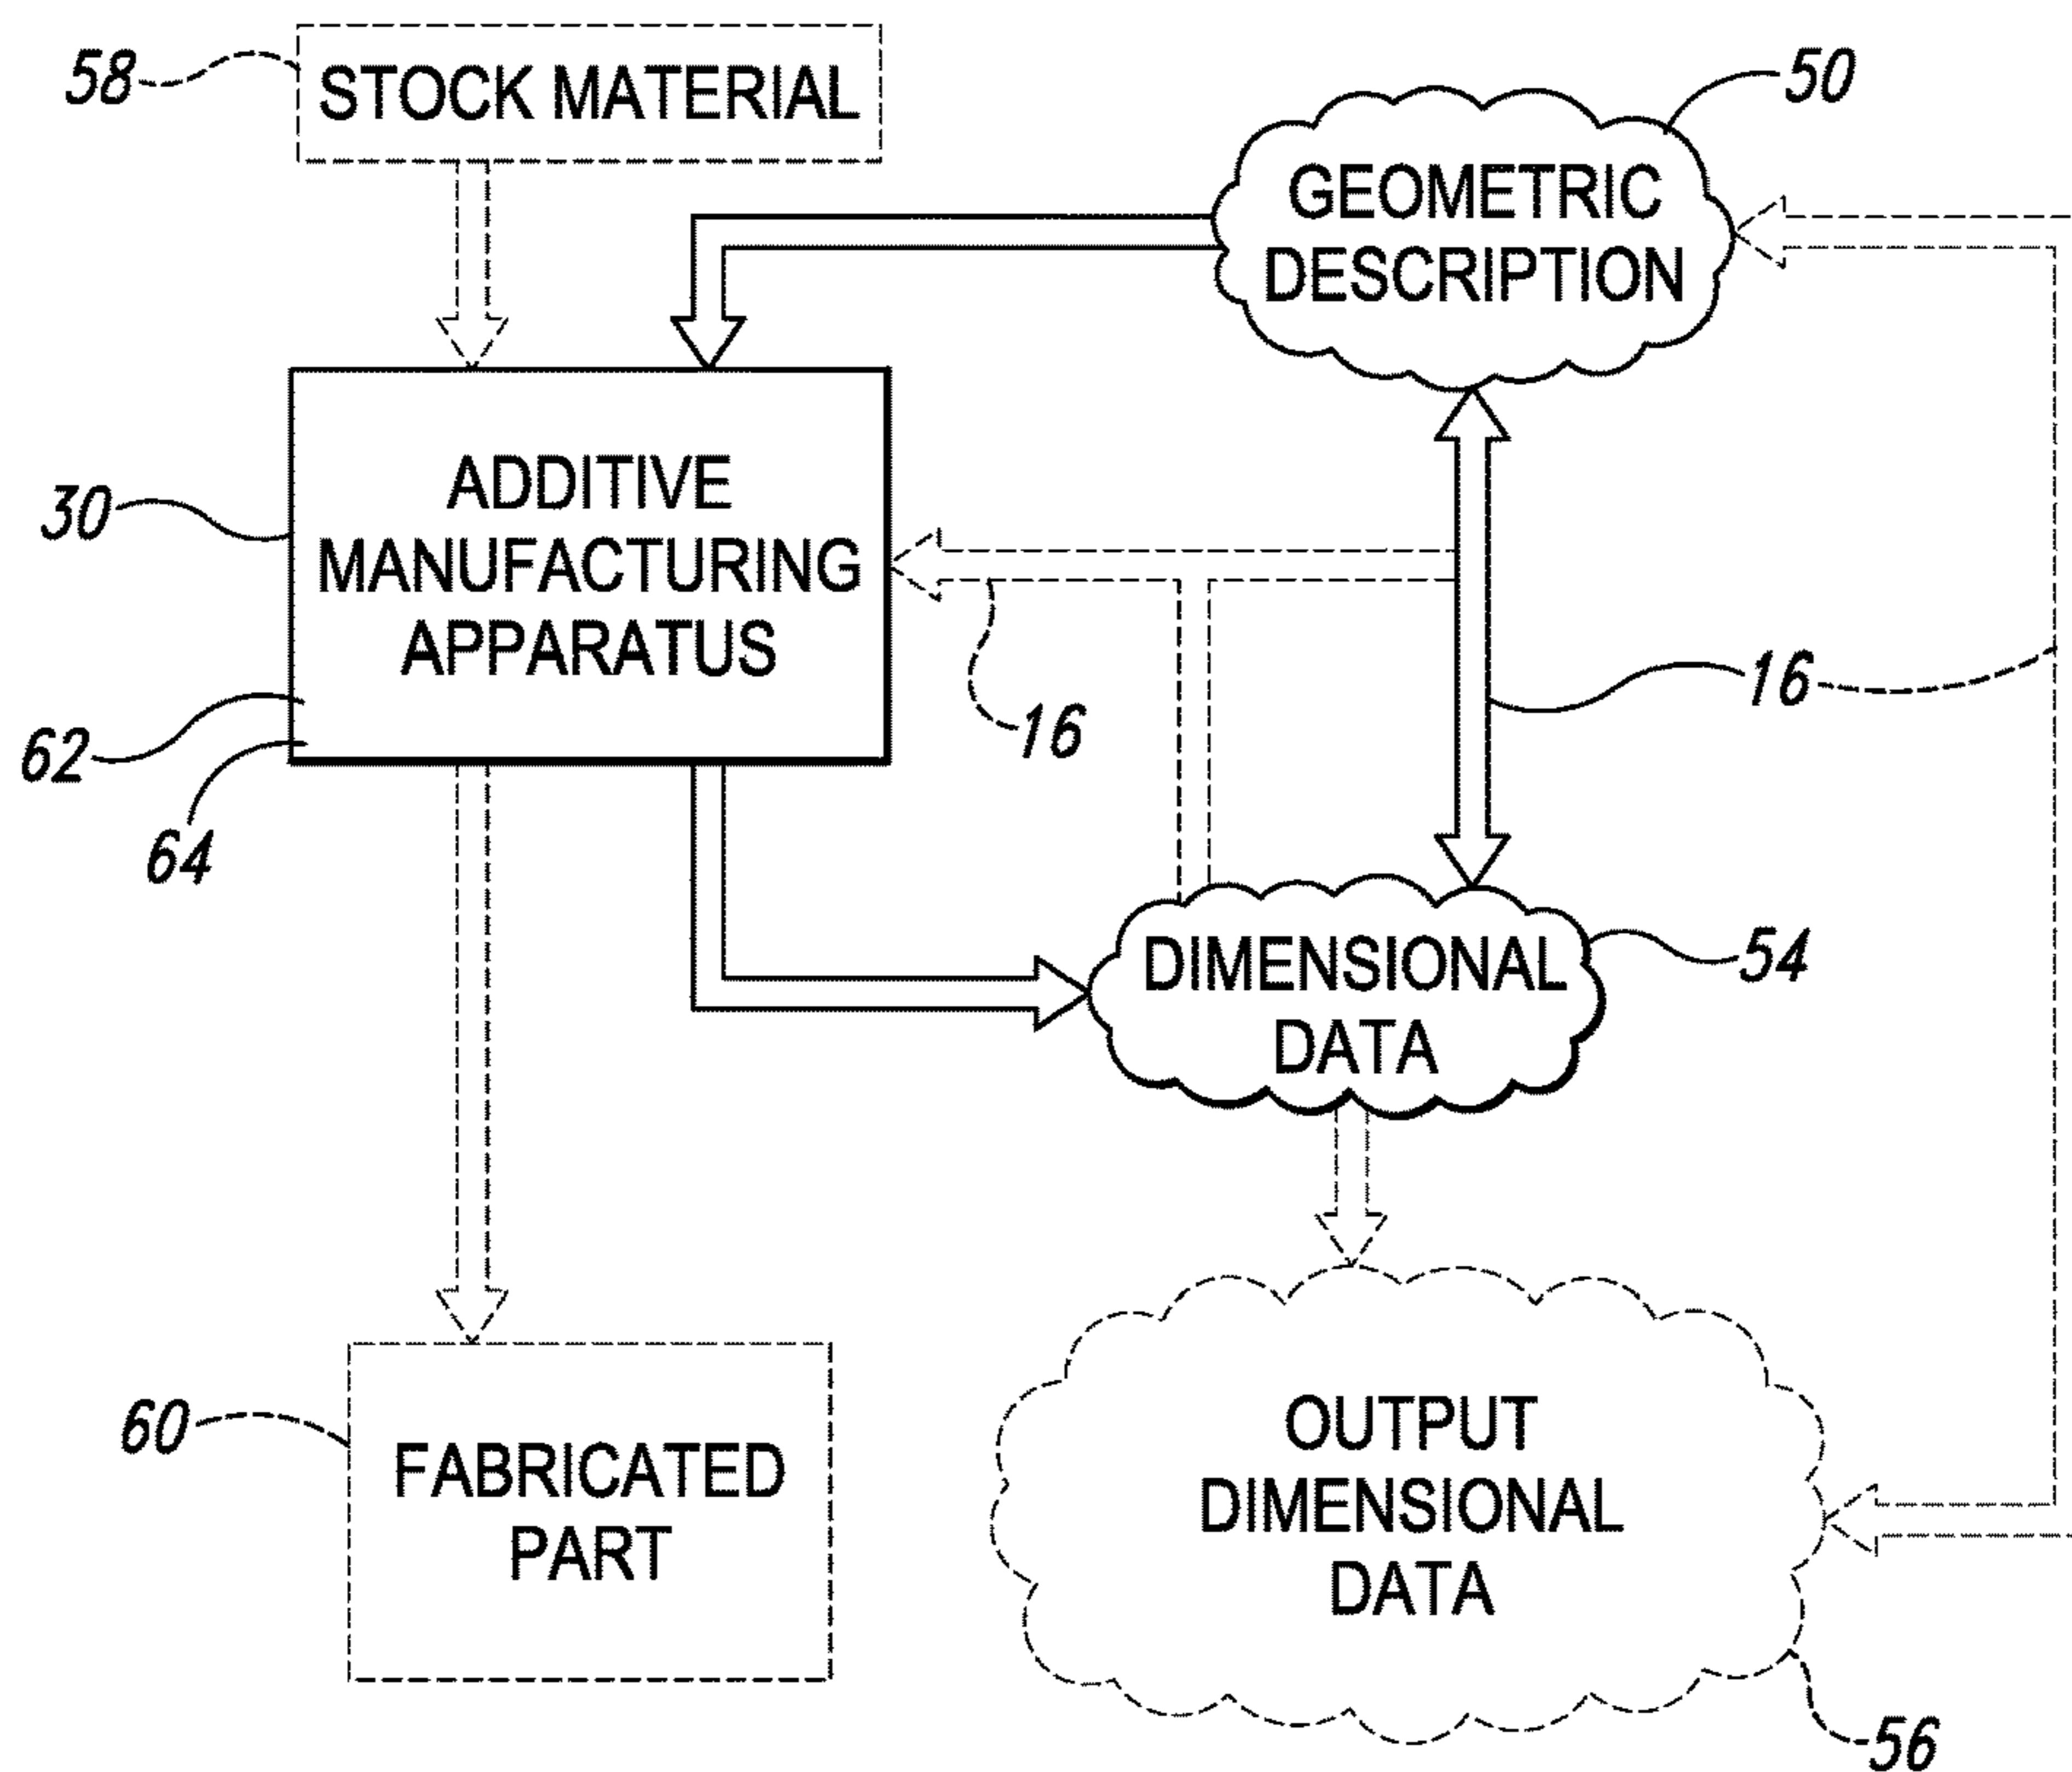 58
STOCK MATERIAL
50
GEOMETRIC
DESCRIPTION
30
ADDITIVE
MANUFACTURING
APPARATUS
16
16
62
64
54
DIMENSIONAL
DATA
60
FABRICATED
PART
OUTPUT
DIMENSIONAL
DATA
56